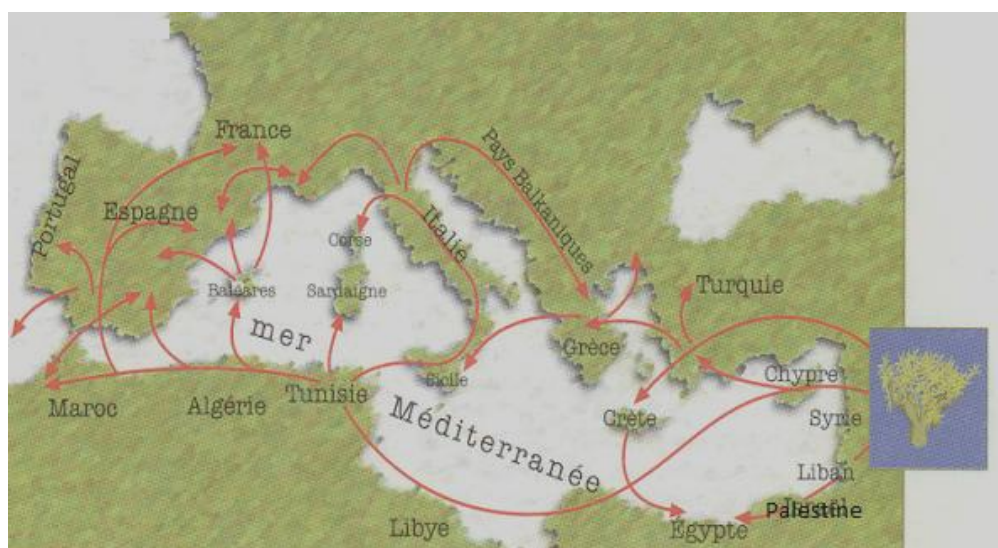 France
Portugal
Espagne
Pays Balkaniques
Italie
Corse
Baléares
Sardaigne
Turquie
mer
Grèce
Sicile
Chypre
Tunisie
Maroc
Algérie
Méditerranée
Crète
Syrie
Liban
Palestine
Libye
Egypte